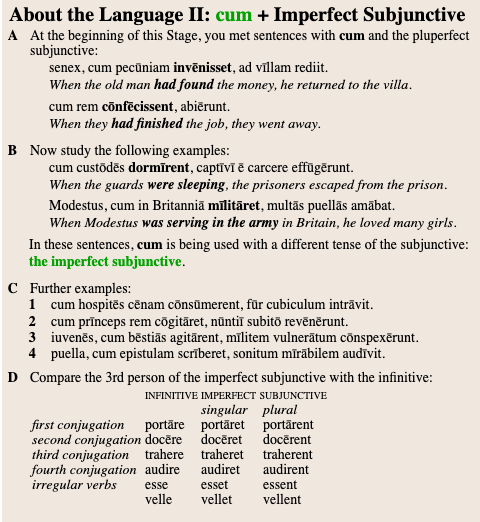 About the Language II: cum + Imperfect Subjunctive
A At the beginning of this Stage, you met sentences with cum and the pluperfect
subjunctive:
senex, cum pecūniam invēnisset, ad vīllam rediit.
When the old man had found the money, he returned to the villa.
cum rem cōnfēcissent, abiērunt.
When they had finished the job, they went away.
B Now study the following examples:
cum custōdēs dormīrent, captīvī ē carcere effūgērunt.
When the guards were sleeping, the prisoners escaped from the prison.
Modestus, cum in Britanniā mīlitāret, multās puellās amābat.
When Modestus was serving in the army in Britain, he loved many girls.
In these sentences, cum is being used with a different tense of the subjunctive:
the imperfect subjunctive.
C Further examples:
1 cum hospitēs cēnam cōnsūmerent, fūr cubiculum intrāvit.
2 cum prīnceps rem cōgitāret, nūntiī subitō revēnērunt.
3 iuvenēs, cum bēstiās agitārent, mīlitem vulnerātum cōnspexērunt.
4 puella, cum epistulam scrīberet, sonitum mīrābilem audīvit.
D Compare the 3rd person of the imperfect subjunctive with the infinitive:
INFINITIVE IMPERFECT SUBJUNCTIVE
singular plural
first conjugation portāre portāret portārent
second conjugation docēre docēret docērent
third conjugation trahere traheret traherent
fourth conjugation audire audiret audirent
irregular verbs esse esset essent
velle vellet vellent